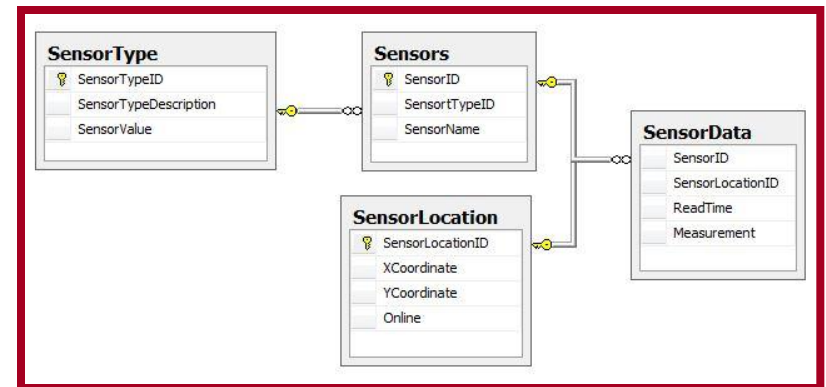 SensorType
SensorTypeID
SensorTypeDescription
SensorValue
Sensors
SensorID
SensortTypeID
SensorName
SensorLocation
SensorLocationID
XCoordinate
YCoordinate
Online
SensorData
SensorID
SensorLocationID
ReadTime
Measurement